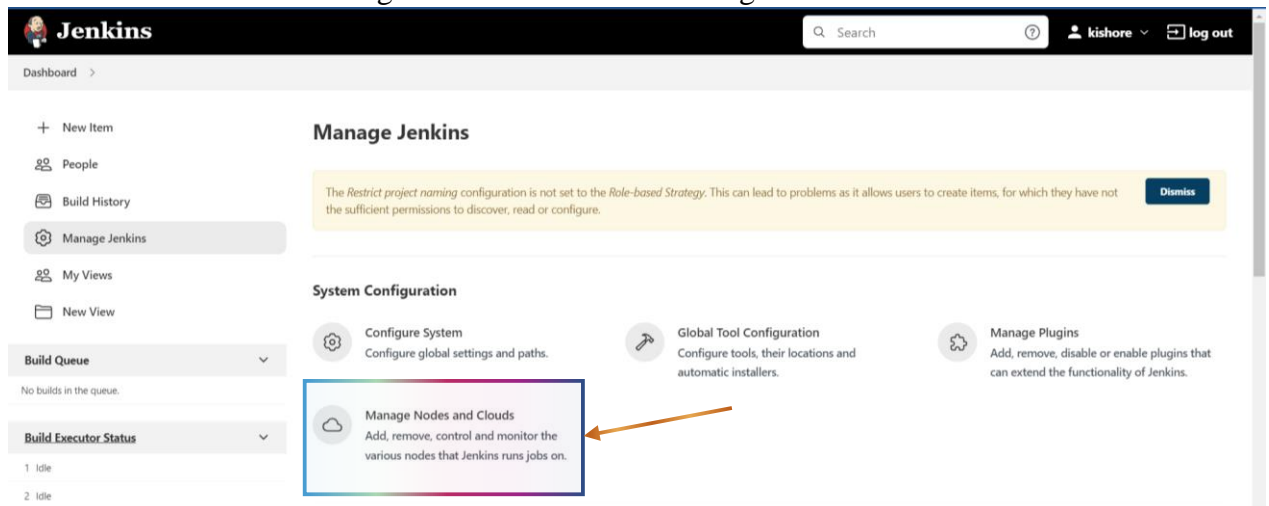 Jenkins
Search
kishore
log out
Dashboard
New Item
People
Build History
Manage Jenkins
My Views
New View
Build Queue
No builds in the queue.
Build Executor Status
1 Idle
2 Idle
Manage Jenkins
The Restrict project naming configuration is not set to the Role-based Strategy. This can lead to problems as it allows users to create items, for which they have not
the sufficient permissions to discover, read or configure.
Dismiss
System Configuration
Configure System
Configure global settings and paths.
Global Tool Configuration
Configure tools, their locations and
automatic installers.
Manage Plugins
Add, remove, disable or enable plugins that
can extend the functionality of Jenkins.
Manage Nodes and Clouds
Add, remove, control and monitor the
various nodes that Jenkins runs jobs on.